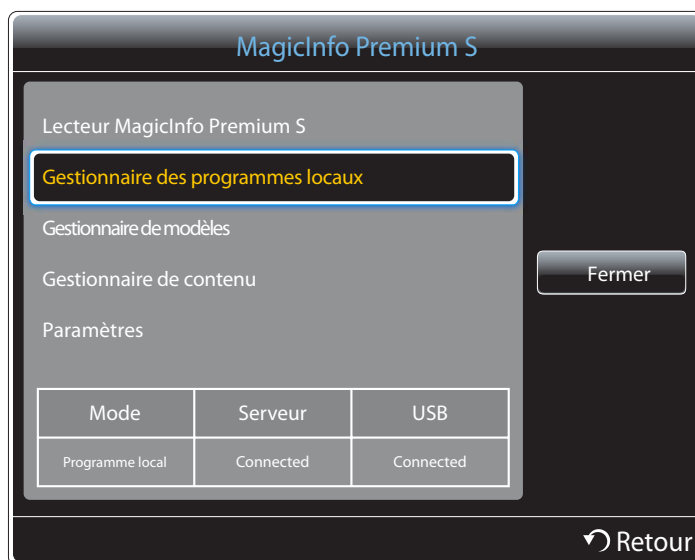 MagicInfo Premium S
Lecteur MagicInfo Premium S
Gestionnaire des programmes locaux
Gestionnaire de modèles
Gestionnaire de contenu
Paramètres
Fermer
Mode Serveur USB
Programme local Connected Connected
Retour